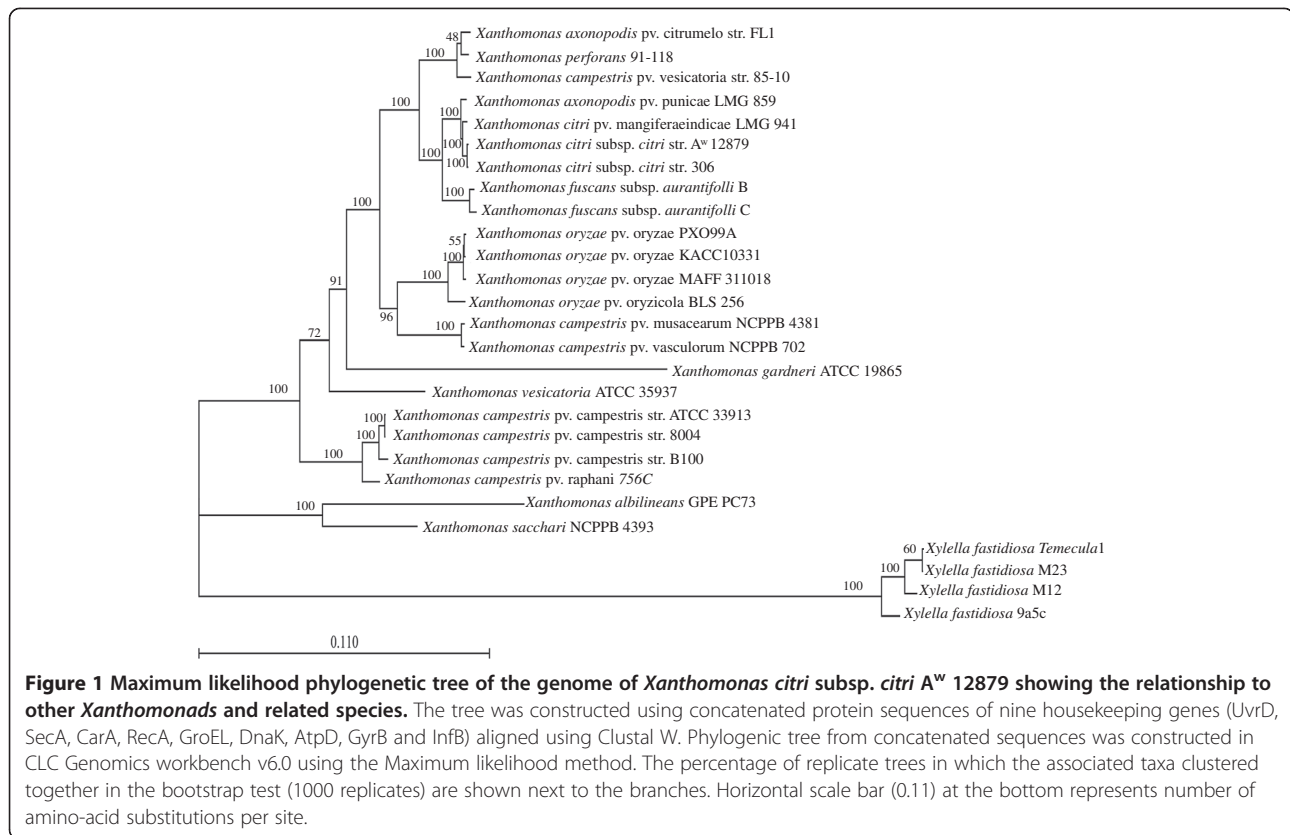 48
Xanthomonas axonopodis pv. citrumelo str. FL1
100
Xanthomonas perforans 91-118
Xanthomonas campestris pv. vesicatoria str. 85-10
100
Xanthomonas axonopodis pv. punicae LMG 859
100
Xanthomonas citri pv. mangiferaeindicae LMG 941
100
Xanthomonas citri subsp. citri str. Aʷ 12879
100
100
Xanthomonas citri subsp. citri str. 306
Xanthomonas fuscans subsp. aurantifolli B
100
Xanthomonas fuscans subsp. aurantifolli C
100
Xanthomonas oryzae pv. oryzae PXO99A
55
Xanthomonas oryzae pv. oryzae KACC10331
100
100
Xanthomonas oryzae pv. oryzae MAFF 311018
91
Xanthomonas oryzae pv. oryzicola BLS 256
96
Xanthomonas campestris pv. musacearum NCPPB 4381
100
72
Xanthomonas campestris pv. vasculorum NCPPB 702
Xanthomonas gardneri ATCC 19865
100
Xanthomonas vesicatoria ATCC 35937
100
Xanthomonas campestris pv. campestris str. ATCC 33913
100
Xanthomonas campestris pv. campestris str. 8004
100
Xanthomonas campestris pv. campestris str. B100
Xanthomonas campestris pv. raphani 756C
Xanthomonas albilineans GPE PC73
100
Xanthomonas sacchari NCPPB 4393
60
Xylella fastidiosa Temecula1
100
Xylella fastidiosa M23
100
Xylella fastidiosa M12
Xylella fastidiosa 9a5c
0.110
Figure 1 Maximum likelihood phylogenetic tree of the genome of Xanthomonas citri subsp. citri Aʷ 12879 showing the relationship to
other Xanthomonads and related species. The tree was constructed using concatenated protein sequences of nine housekeeping genes (UvrD,
SecA, CarA, RecA, GroEL, DnaK, AtpD, GyrB and InfB) aligned using Clustal W. Phylogenic tree from concatenated sequences was constructed in
CLC Genomics workbench v6.0 using the Maximum likelihood method. The percentage of replicate trees in which the associated taxa clustered
together in the bootstrap test (1000 replicates) are shown next to the branches. Horizontal scale bar (0.11) at the bottom represents number of
amino-acid substitutions per site.